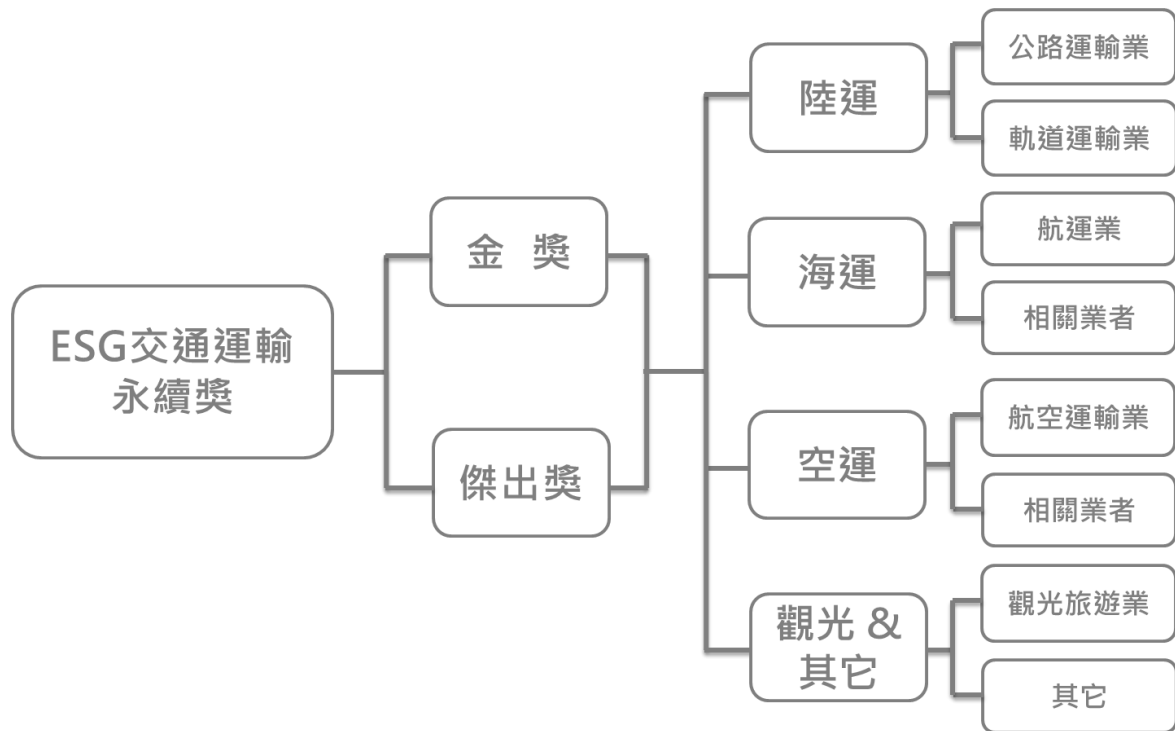 ESG交通運輸
永續獎
金 獎
傑出獎
陸運
公路運輸業
軌道運輸業
海運
航運業
相關業者
空運
航空運輸業
相關業者
觀光 &
其它
觀光旅遊業
其它